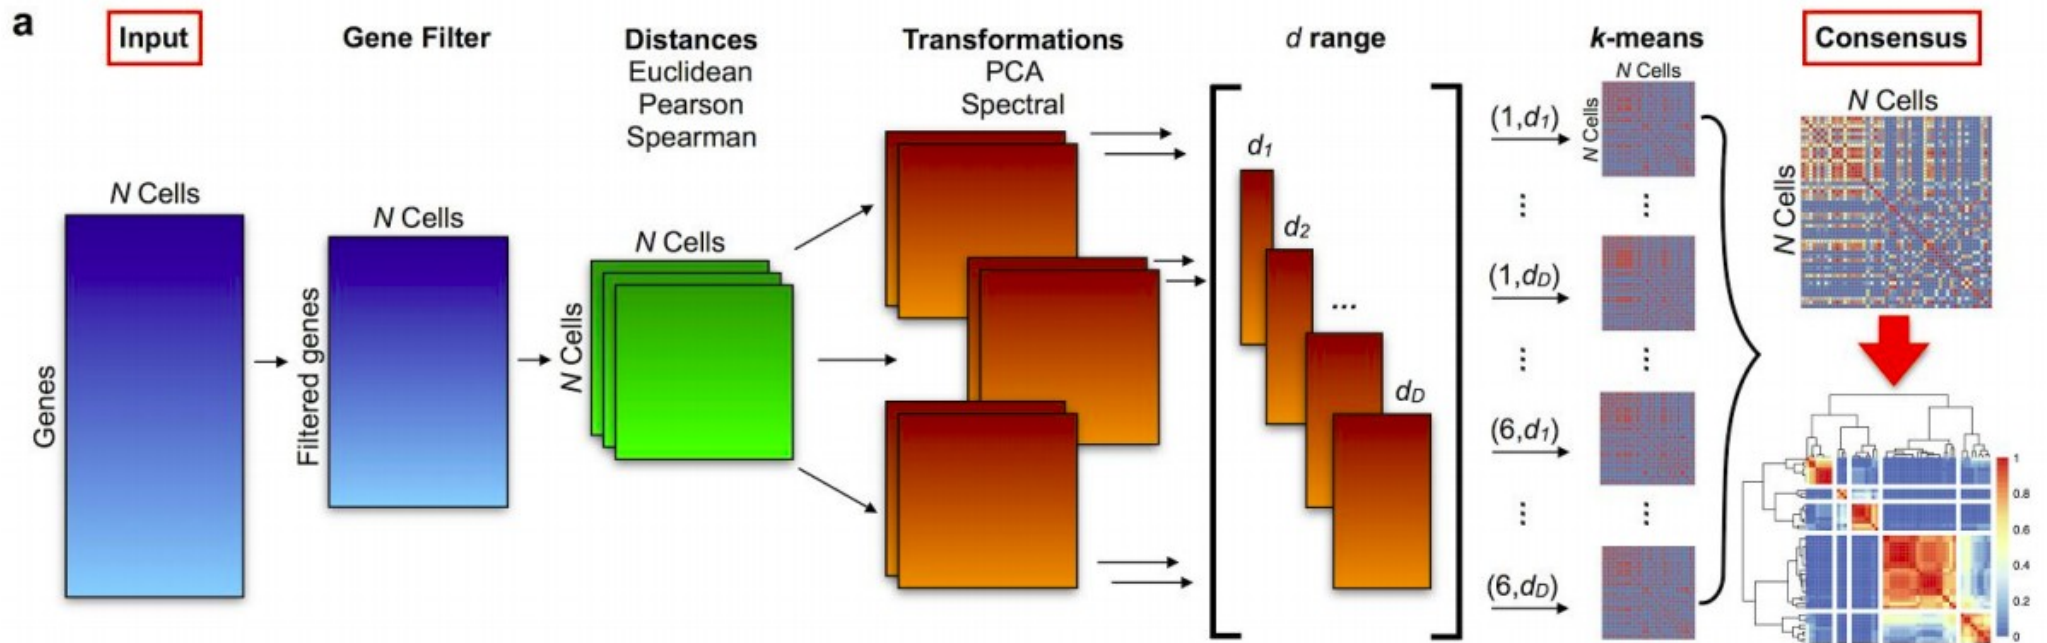 a
Input
Gene Filter
Distances
Euclidean
Pearson
Spearman
Transformations
PCA
Spectral
d range
k-means
Consensus
N Cells
Genes
N Cells
Filtered genes
N Cells
N Cells
d1
d2
...
dD
(1,d1)
...
(1,dD)
...
(6,d1)
...
(6,dD)
N Cells
N Cells
...
...
...
N Cells
N Cells
1
0.8
0.6
0.4
0.2
0